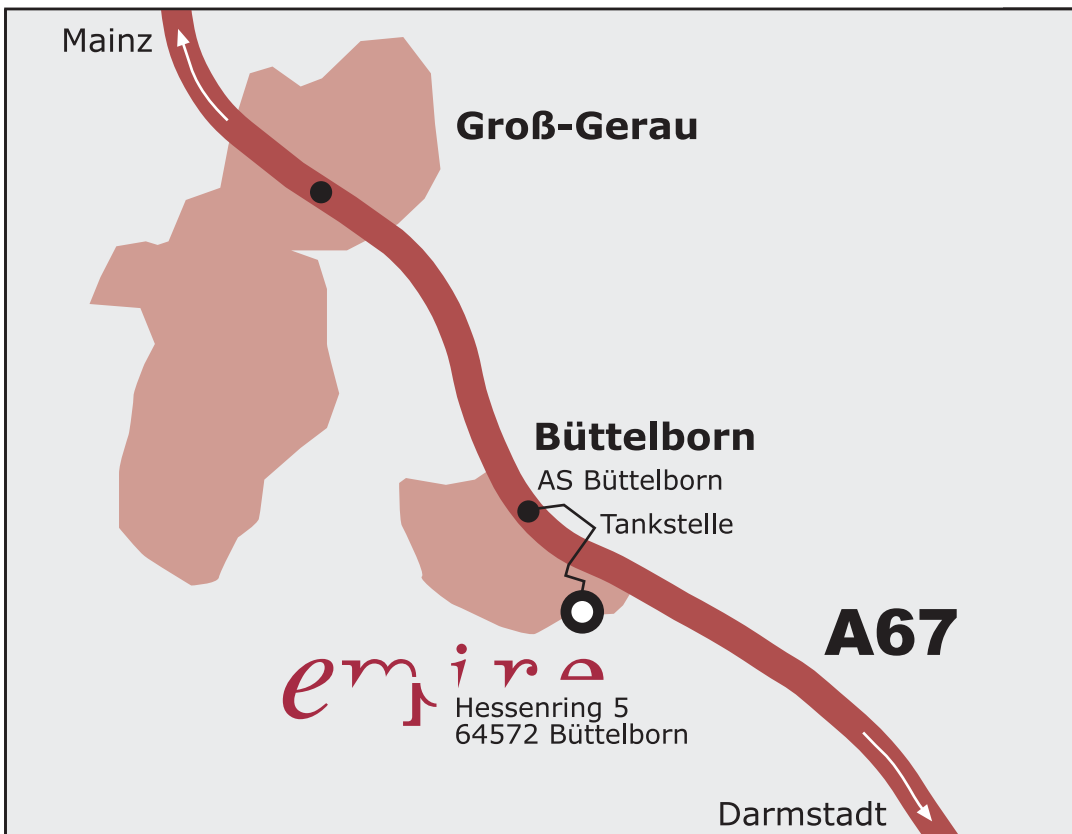 Mainz
Groß-Gerau
Büttelborn
AS Büttelborn
Tankstelle
A67
empire
Hessenring 5
64572 Büttelborn
Darmstadt